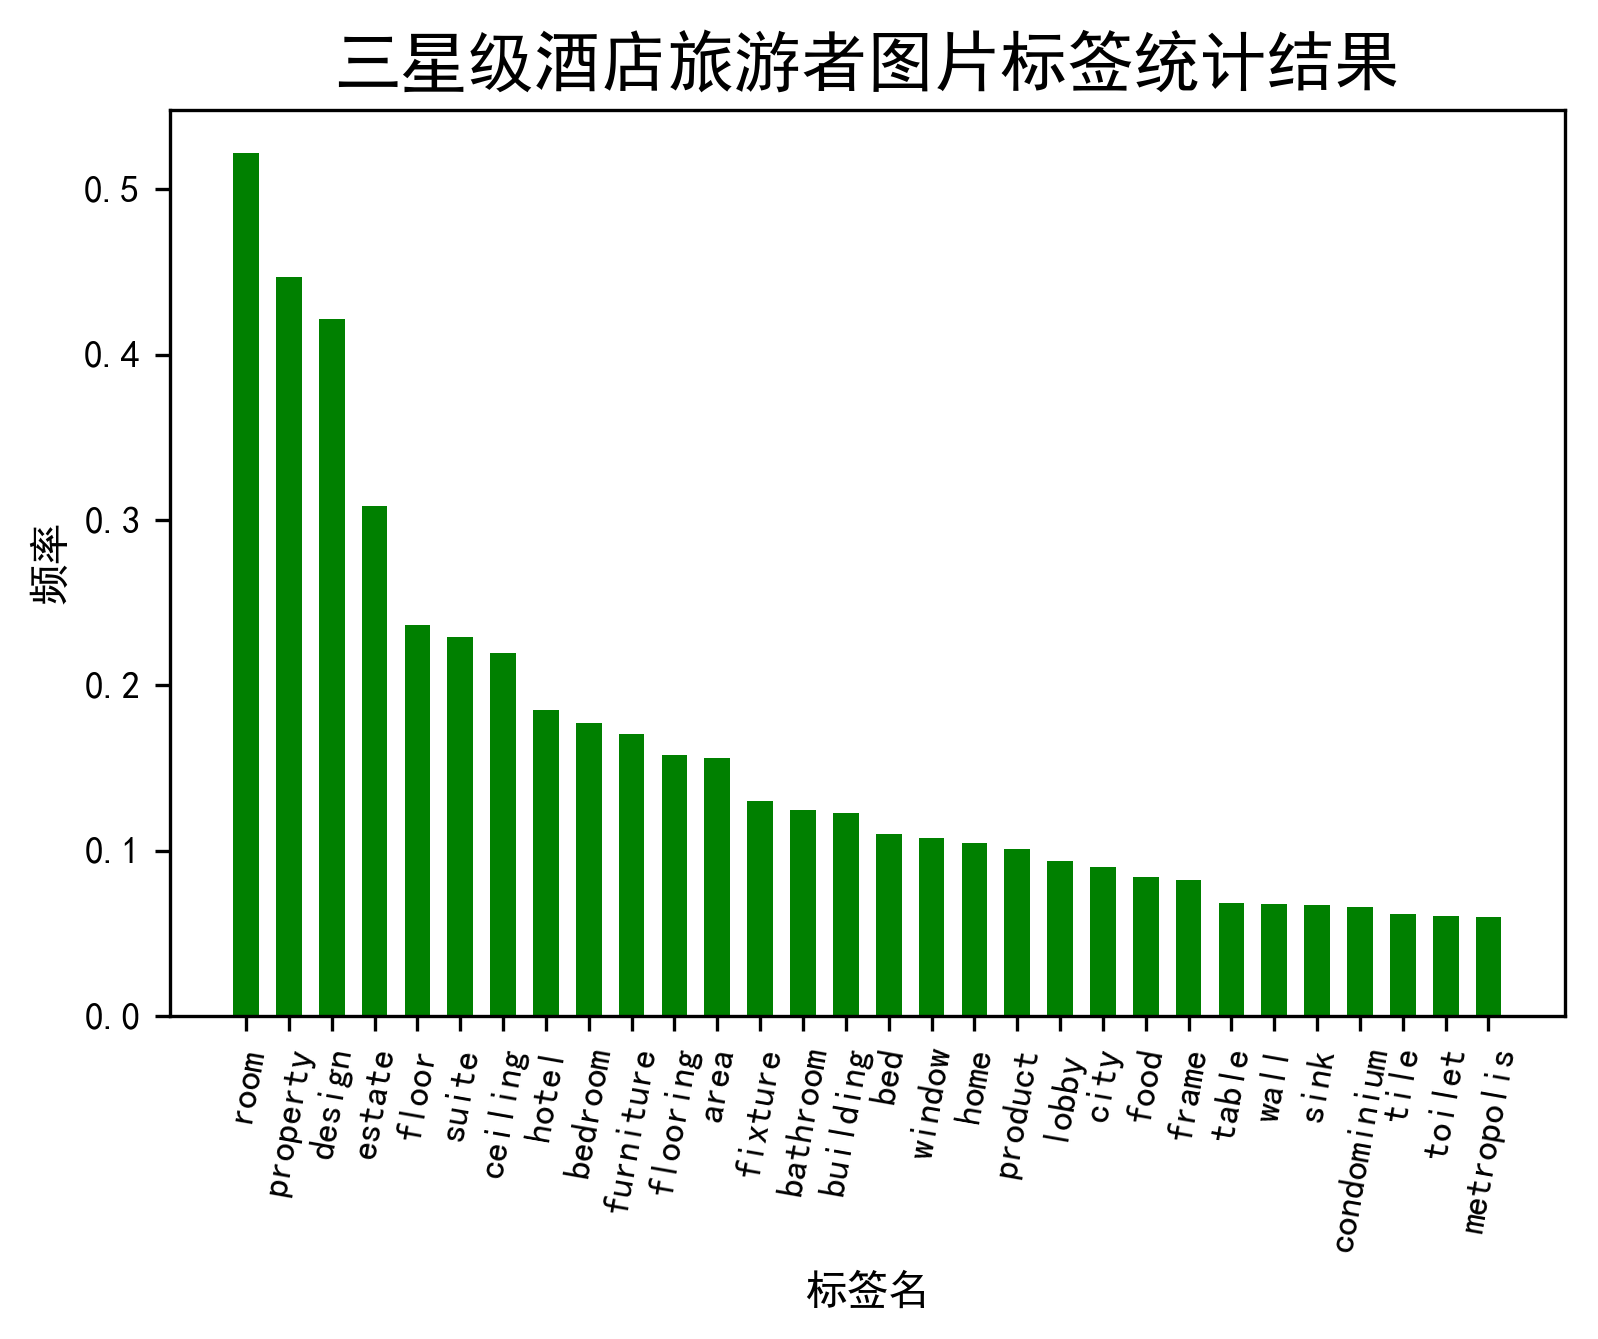 三星级酒店旅游者图片标签统计结果
频率
0.5
0.4
0.3
0.2
0.1
0.0
room
property
design
estate
floor
suite
ceiling
hotel
bedroom
furniture
flooring
area
fixture
bathroom
building
bed
window
home
product
lobby
city
food
frame
table
wall
sink
condominium
tile
toilet
metropolis
标签名